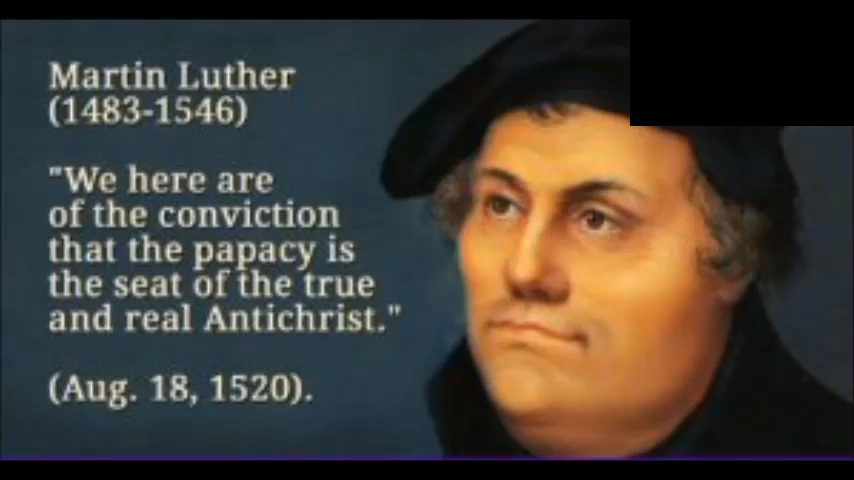 Martin Luther
(1483-1546)
"We here are
of the conviction
that the papacy is
the seat of the true
and real Antichrist."
(Aug. 18, 1520).